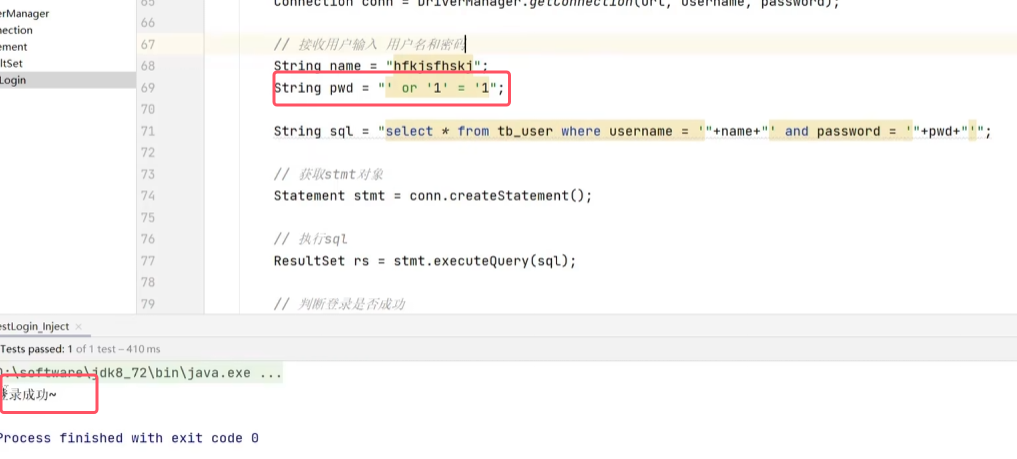 erManager
nection
ement
ltSet
Login
65
Connection conn = DriverManager.getConnection(url, username, password);
66
67 // 接收用户输入 用户名和密码
68 String name = "hfkjsfhskj";
69 String pwd = "' or '1' = '1";
70
71 String sql = "select * from tb_user where username = '"+name+"' and password = '"+pwd+"'";
72
73 // 获取stmt对象
74 Statement stmt = conn.createStatement();
75
76 // 执行sql
77 ResultSet rs = stmt.executeQuery(sql);
78
79 // 判断登录是否成功
estLogin_Inject ×
Tests passed: 1 of 1 test – 410 ms
D:\software\jdk8_72\bin\java.exe ...
登录成功~
Process finished with exit code 0